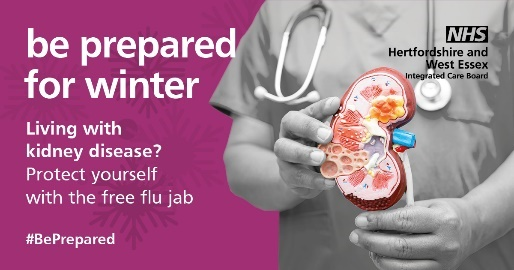 be prepared
for winter
Living with
kidney disease?
Protect yourself
with the free flu jab
#BePrepared
NHS
Hertfordshire and
West Essex
Integrated Care Board